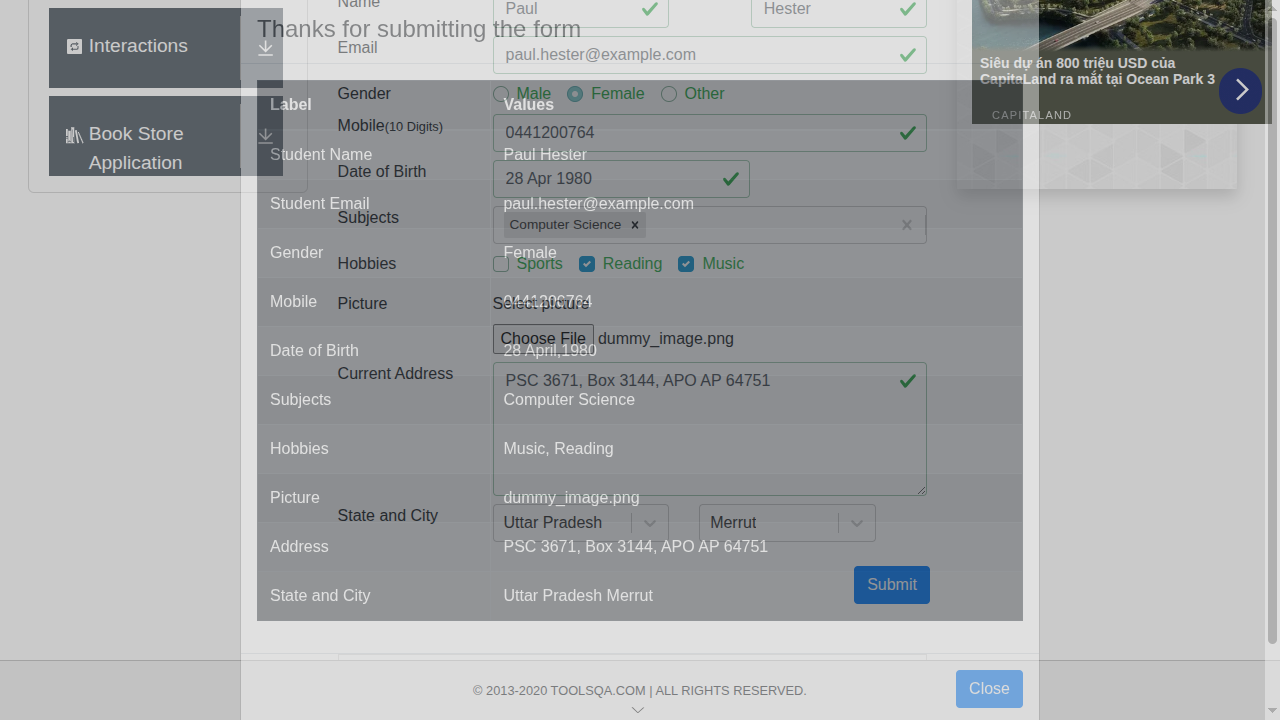 Interactions
Book Store
Application
Name
Paul
Hester
Thanks for submitting the form
Email
paul.hester@example.com
Gender
Male
Female
Other
Mobile(10 Digits)
0441200764
Date of Birth
28 Apr 1980
Subjects
Computer Science
Hobbies
Sports
Reading
Music
Picture
Select picture
Choose File dummy_image.png
Current Address
PSC 3671, Box 3144, APO AP 64751
State and City
Uttar Pradesh
Merrut
Submit
Label Values
Student Name Paul Hester
Student Email paul.hester@example.com
Gender Female
Mobile 0441200764
Date of Birth 28 April,1980
Subjects Computer Science
Hobbies Music, Reading
Picture dummy_image.png
Address PSC 3671, Box 3144, APO AP 64751
State and City Uttar Pradesh Merrut
Close
Siêu dự án 800 triệu USD của
CapitaLand ra mắt tại Ocean Park 3
CAPITALAND
© 2013-2020 TOOLSQA.COM | ALL RIGHTS RESERVED.